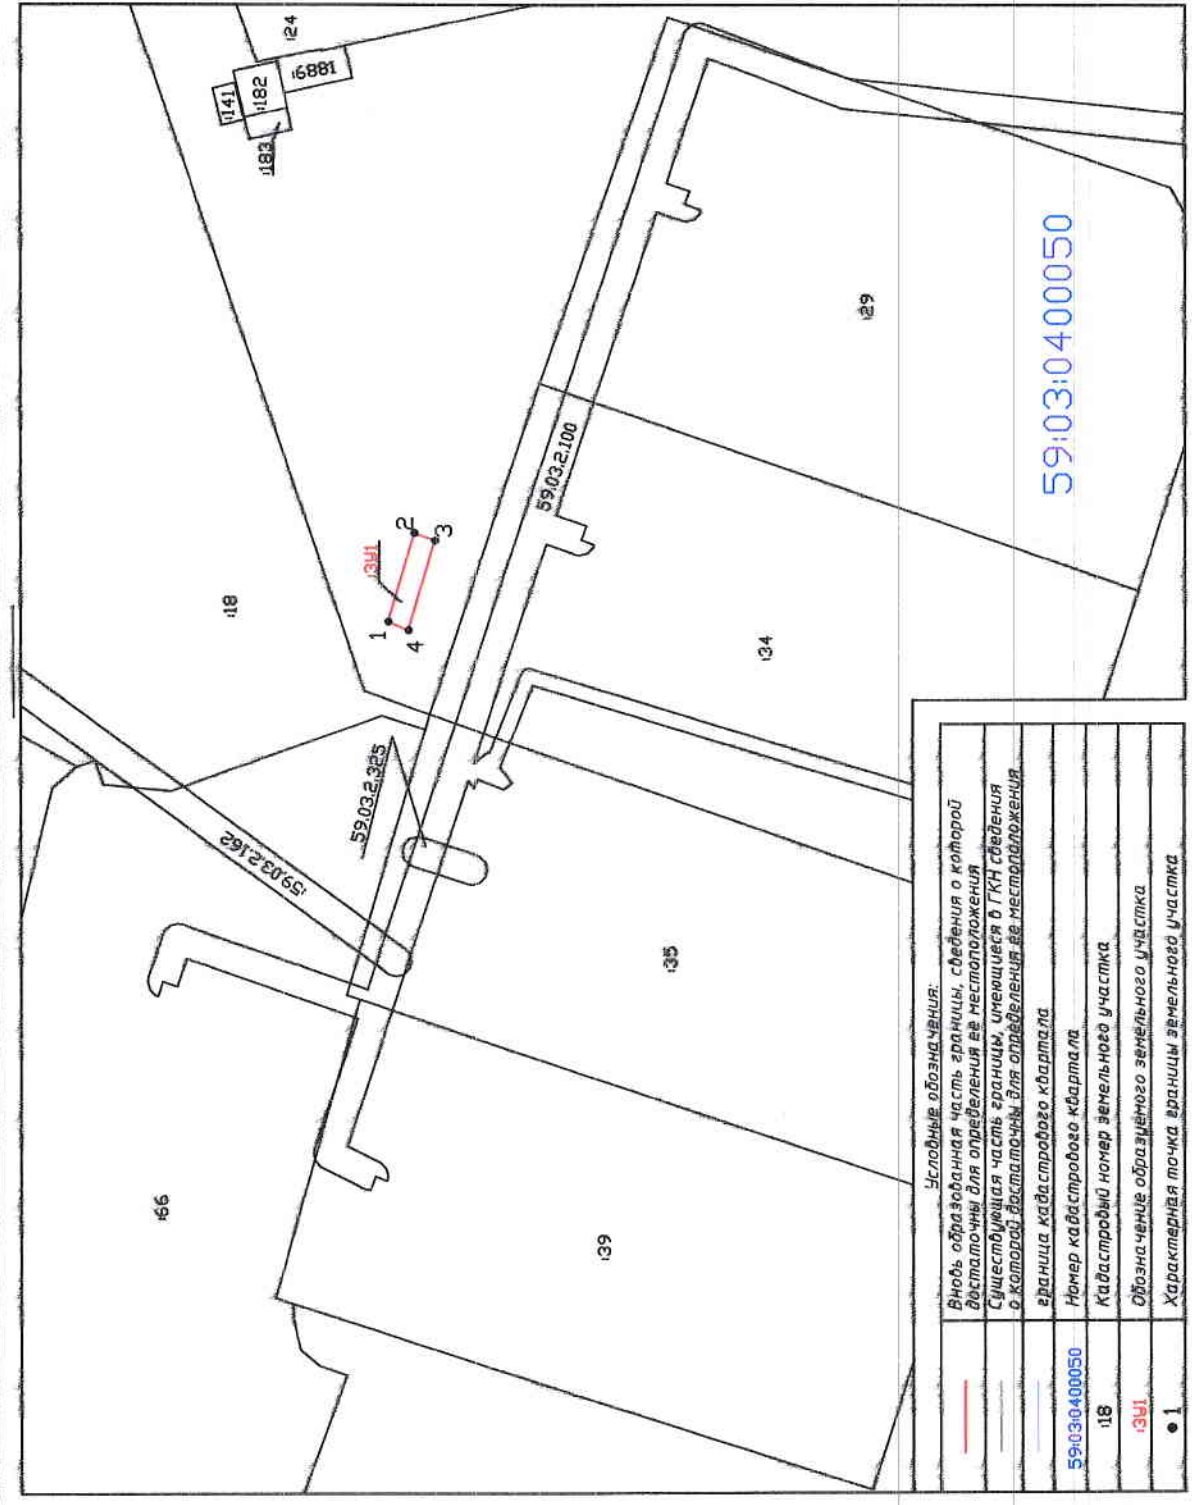 :24
:6881
:182
:141
:183
:18
:ЗУ1
1
2
3
4
59.03.2.100
:29
59:03:0400050
:34
59.03.2.325
:59.03.2.162
:35
:66
:39
Условные обозначения:
Вновь образованная часть границы, сведения о которой
достаточны для определения ее местоположения
Существующая часть границы, имеющиеся в ГКН сведения
о которой достаточны для определения ее местоположения
граница кадастрового квартала
59:03:0400050 Номер кадастрового квартала
:18 Кадастровый номер земельного участка
:ЗУ1 Обозначение образуемого земельного участка
1 Характерная точка границы земельного участка